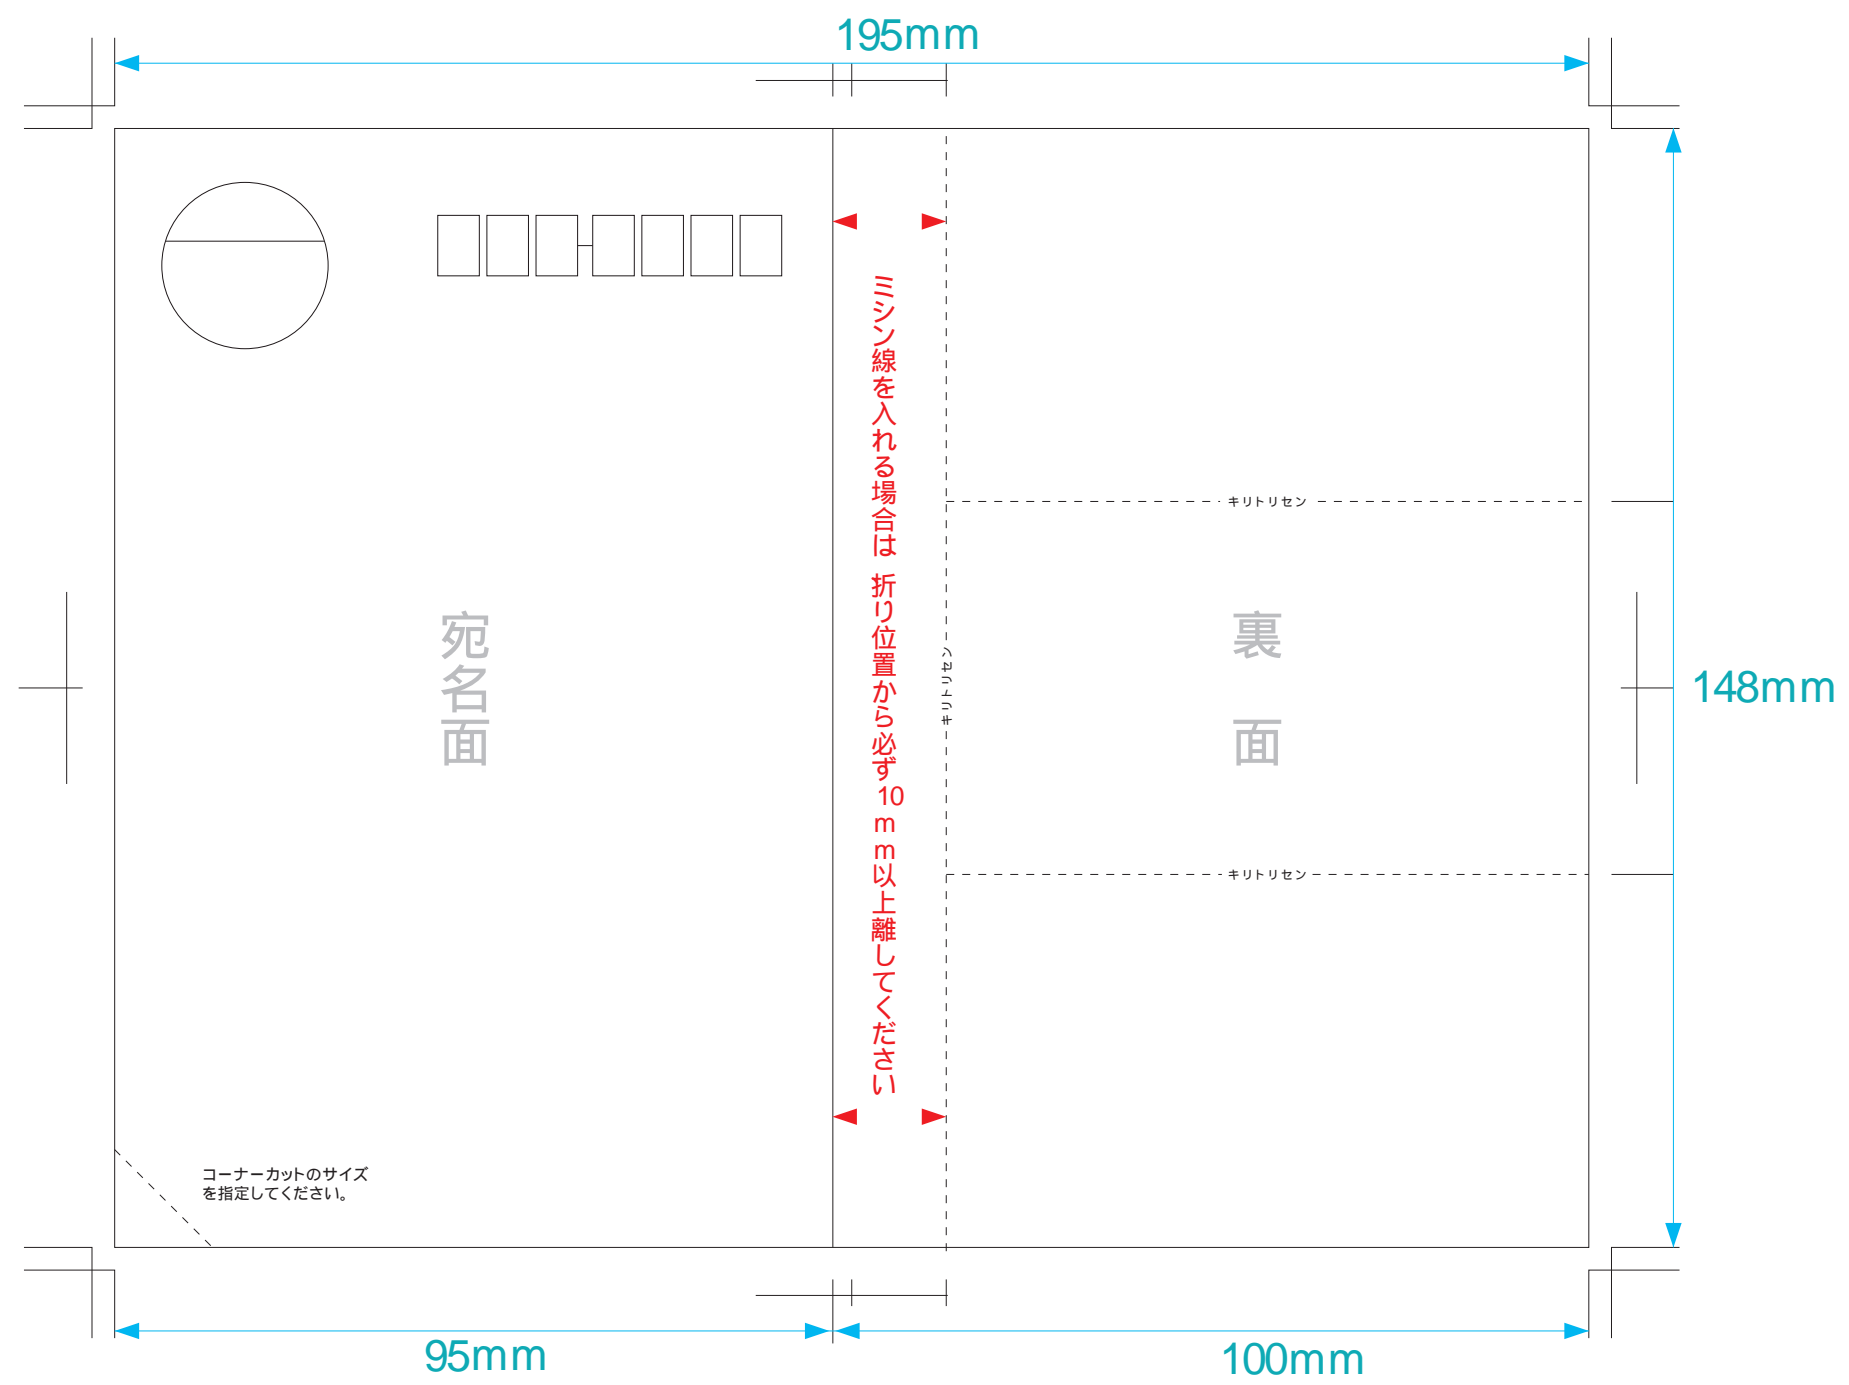 195mm
ミシン線を入れる場合は 折り位置から必ず10mm以上離してください
キリトリセン
宛名面
キリトリセン
裏面
148mm
キリトリセン
コーナーカットのサイズ
を指定してください。
95mm
100mm